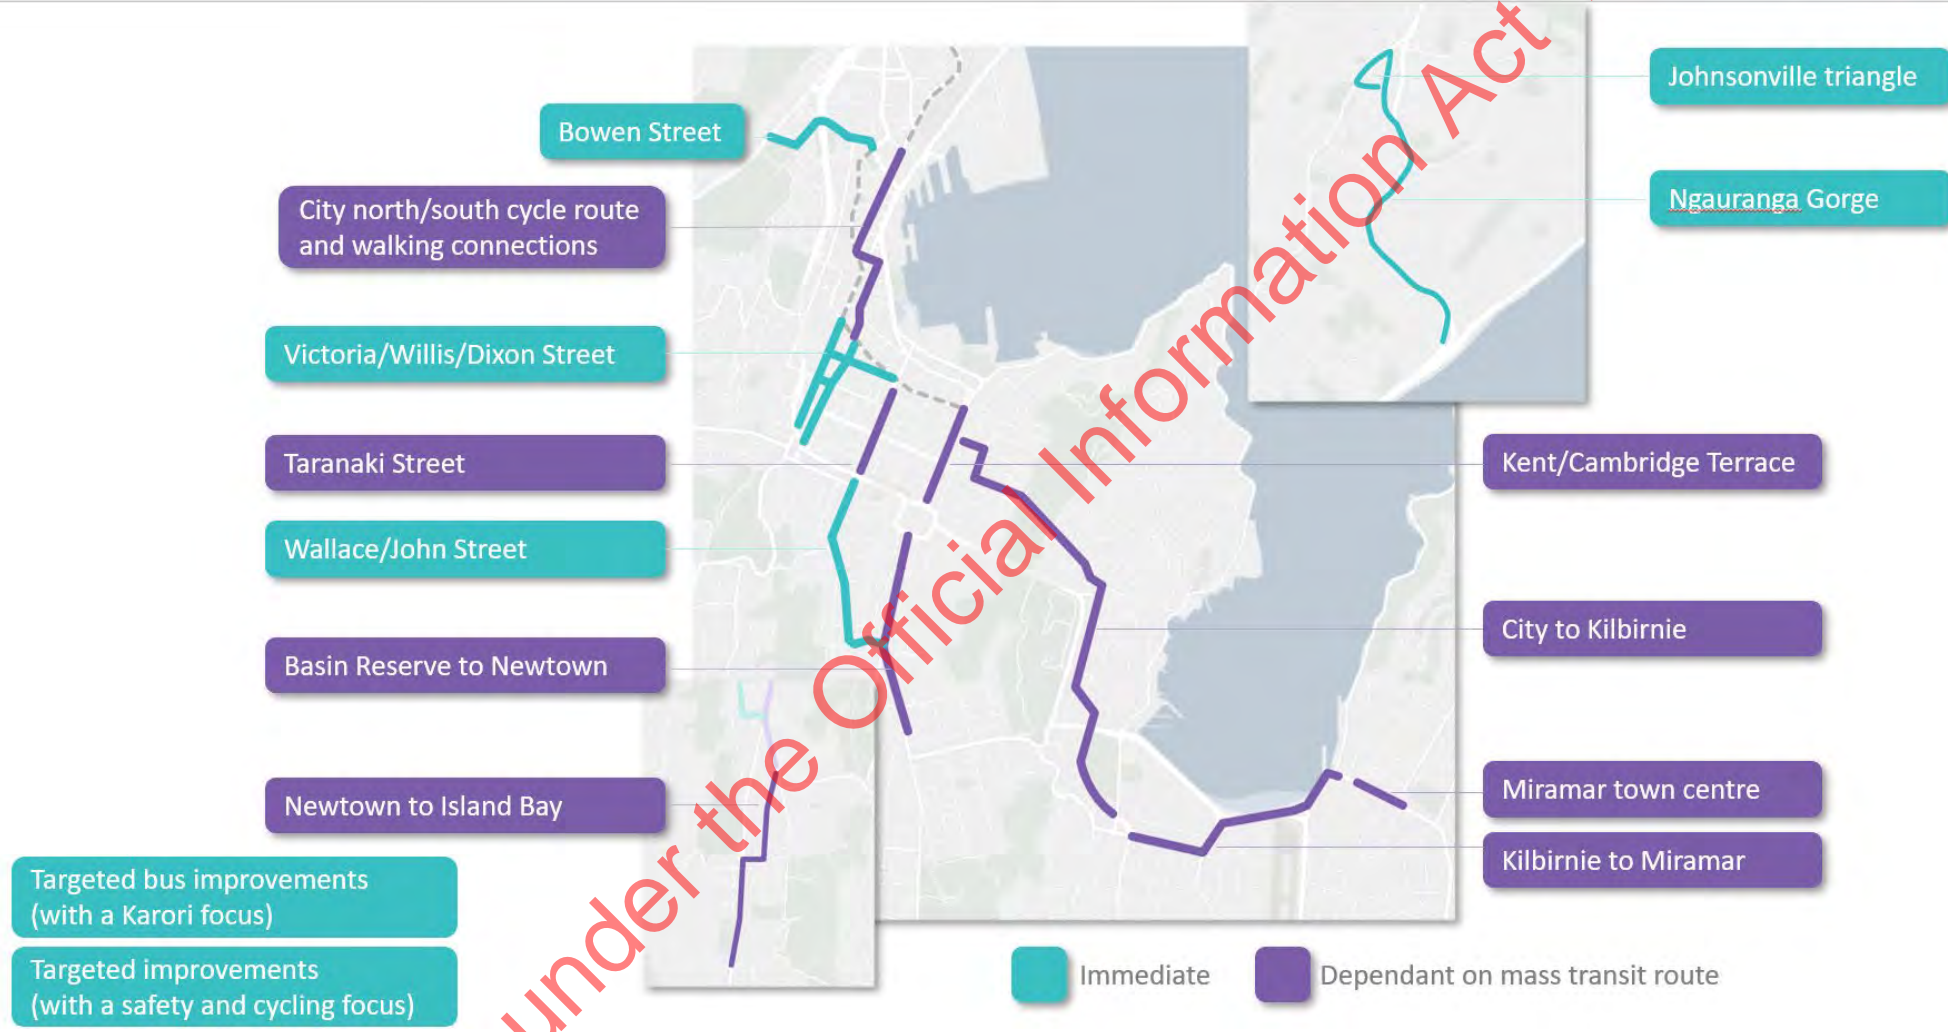 Johnsonville triangle
Bowen Street
Ngauranga Gorge
City north/south cycle route
and walking connections
Victoria/Willis/Dixon Street
Taranaki Street
Kent/Cambridge Terrace
Wallace/John Street
City to Kilbirnie
Basin Reserve to Newtown
Newtown to Island Bay
Miramar town centre
Kilbirnie to Miramar
Targeted bus improvements
(with a Karori focus)
Targeted improvements
(with a safety and cycling focus)
Immediate
Dependant on mass transit route
under the Official Information Act